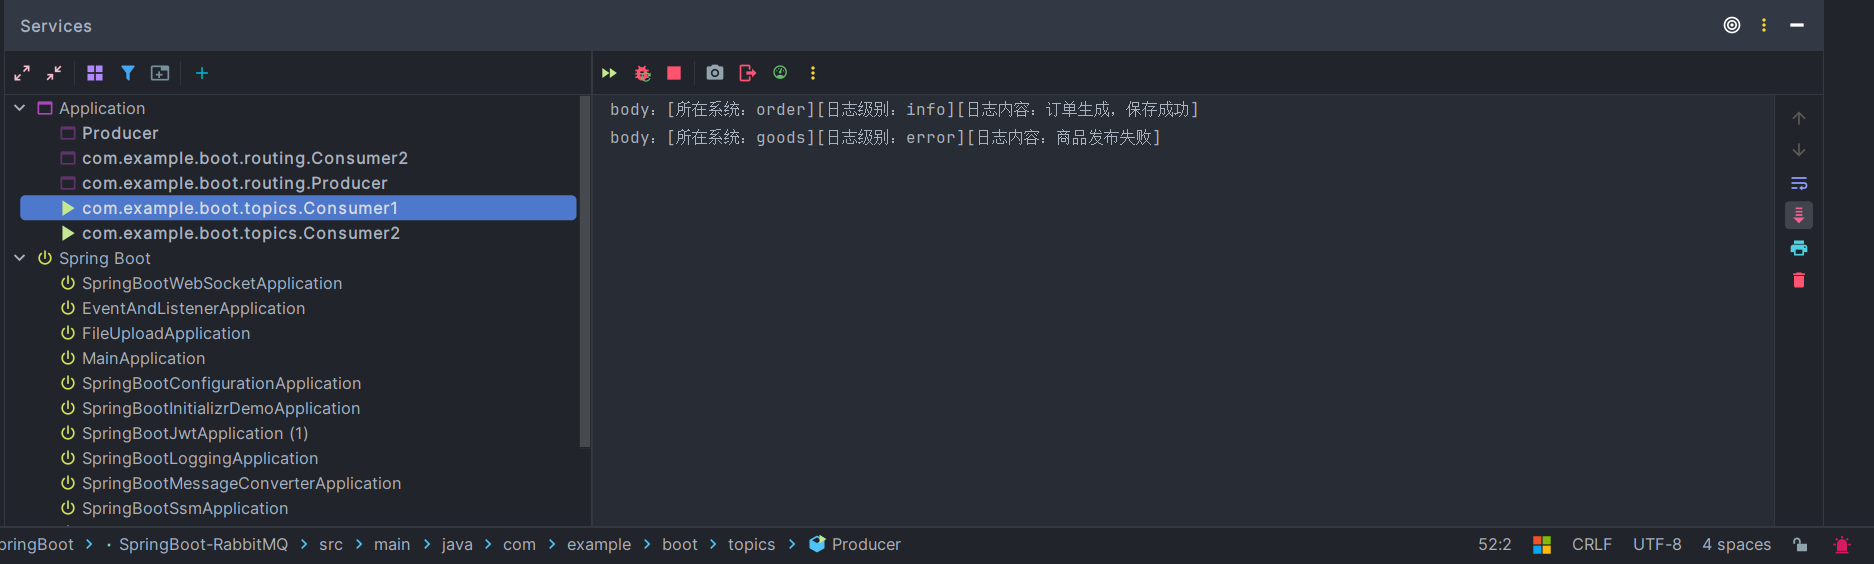 Services
Application
Producer
com.example.boot.routing.Consumer2
com.example.boot.routing.Producer
com.example.boot.topics.Consumer1
com.example.boot.topics.Consumer2
Spring Boot
SpringBootWebSocketApplication
EventAndListenerApplication
FileUploadApplication
MainApplication
SpringBootConfigurationApplication
SpringBootInitializrDemoApplication
SpringBootJwtApplication (1)
SpringBootLoggingApplication
SpringBootMessageConverterApplication
SpringBootSsmApplication
body：[所在系统：order][日志级别：info][日志内容：订单生成，保存成功]
body：[所在系统：goods][日志级别：error][日志内容：商品发布失败]
pringBoot > · SpringBoot-RabbitMQ > src > main > java > com > example > boot > topics > Producer 52:2 CRLF UTF-8 4 spaces